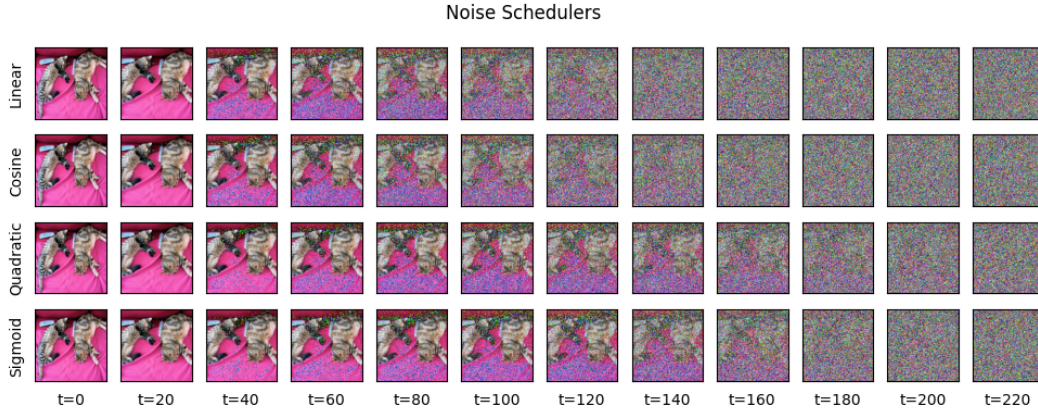 Noise Schedulers
Linear
Cosine
Quadratic
Sigmoid
t=0 t=20 t=40 t=60 t=80 t=100 t=120 t=140 t=160 t=180 t=200 t=220